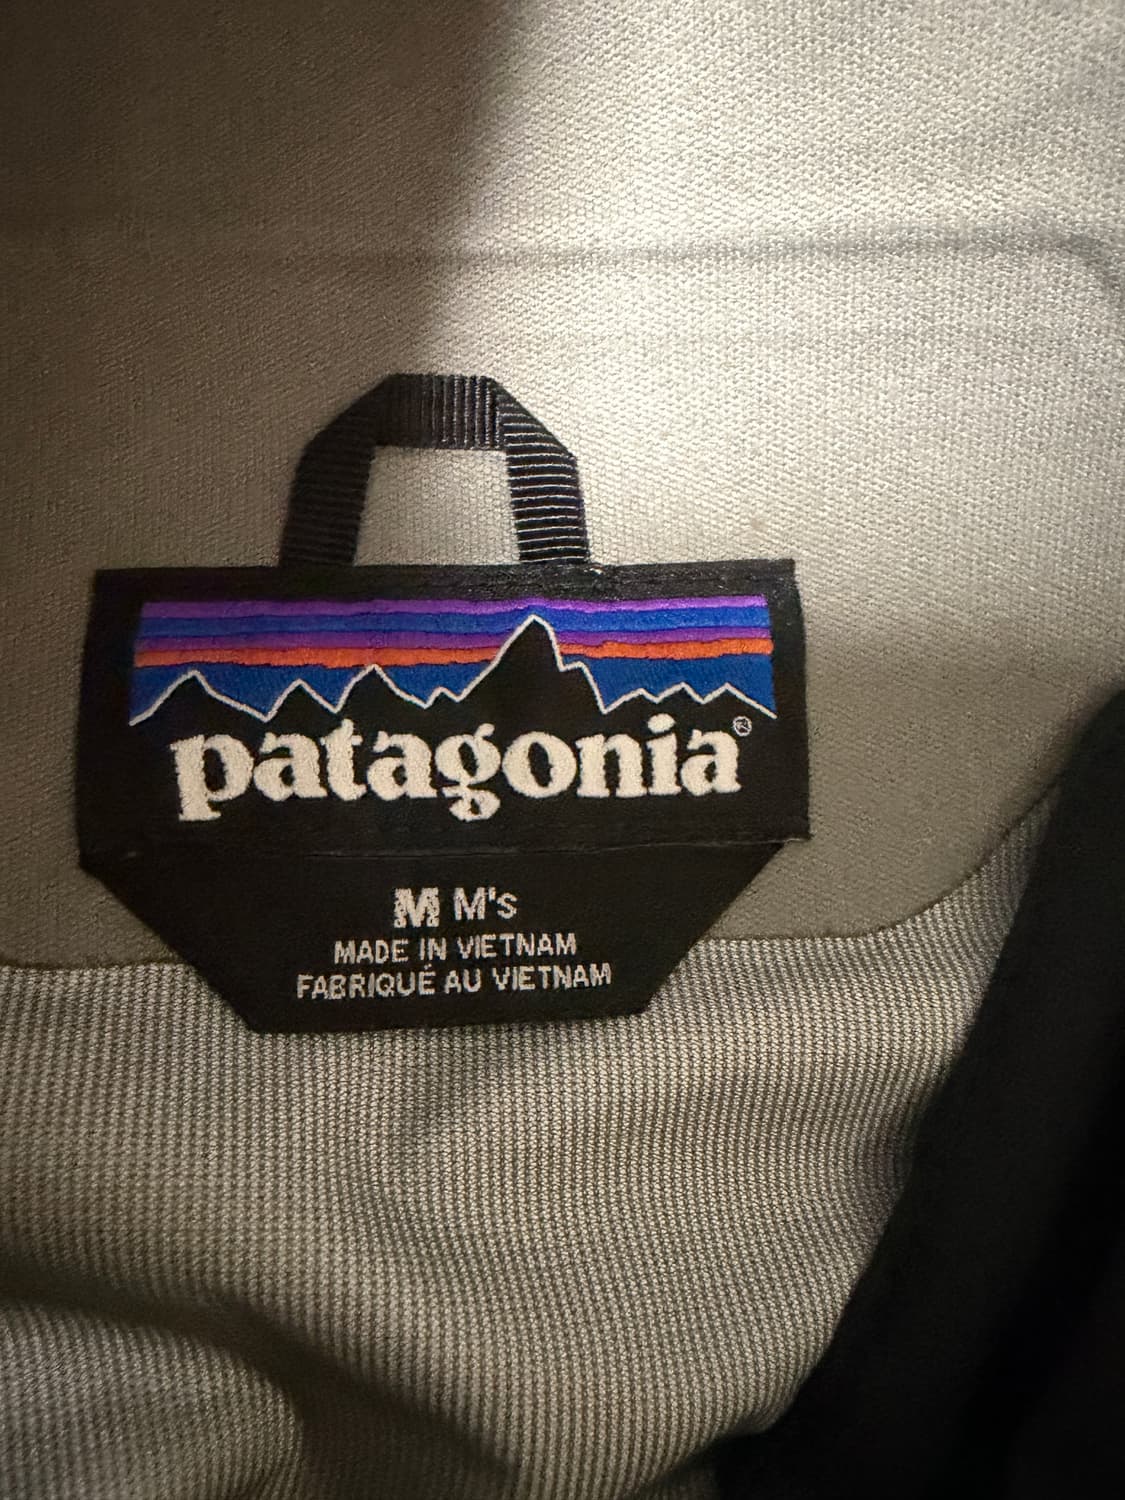 patagonia®
M M's
MADE IN VIETNAM
FABRIQUÉ AU VIETNAM